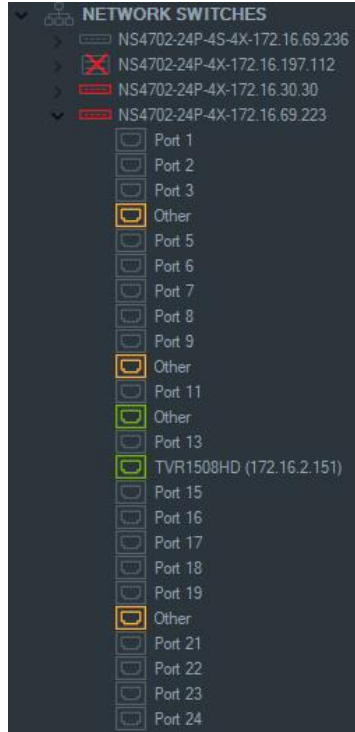 NETWORK SWITCHES
NS4702-24P-4S-4X-172.16.69.236
NS4702-24P-4X-172.16.197.112
NS4702-24P-4X-172.16.30.30
NS4702-24P-4X-172.16.69.223
Port 1
Port 2
Port 3
Other
Port 5
Port 6
Port 7
Port 8
Port 9
Other
Port 11
Other
Port 13
TVR1508HD (172.16.2.151)
Port 15
Port 16
Port 17
Port 18
Port 19
Other
Port 21
Port 22
Port 23
Port 24